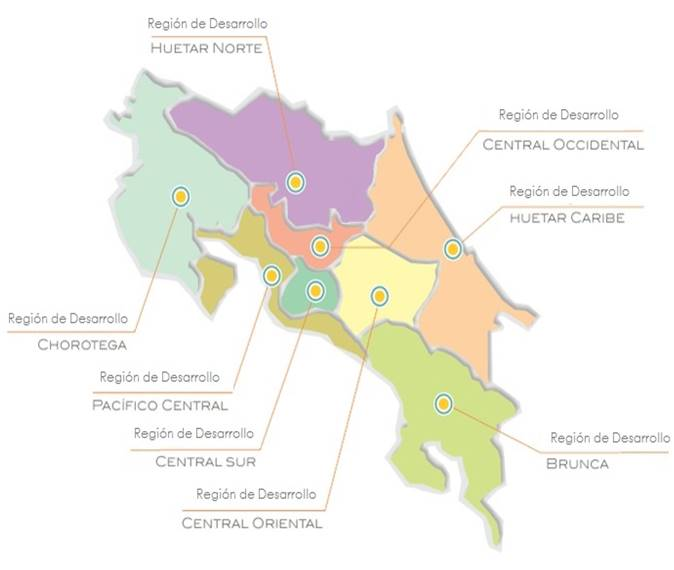 Región de Desarrollo
HUETAR NORTE
Región de Desarrollo
CENTRAL OCCIDENTAL
Región de Desarrollo
HUETAR CARIBE
Región de Desarrollo
CHOROTEGA
Región de Desarrollo
PACÍFICO CENTRAL
Región de Desarrollo
CENTRAL SUR
Región de Desarrollo
BRUNCA
Región de Desarrollo
CENTRAL ORIENTAL